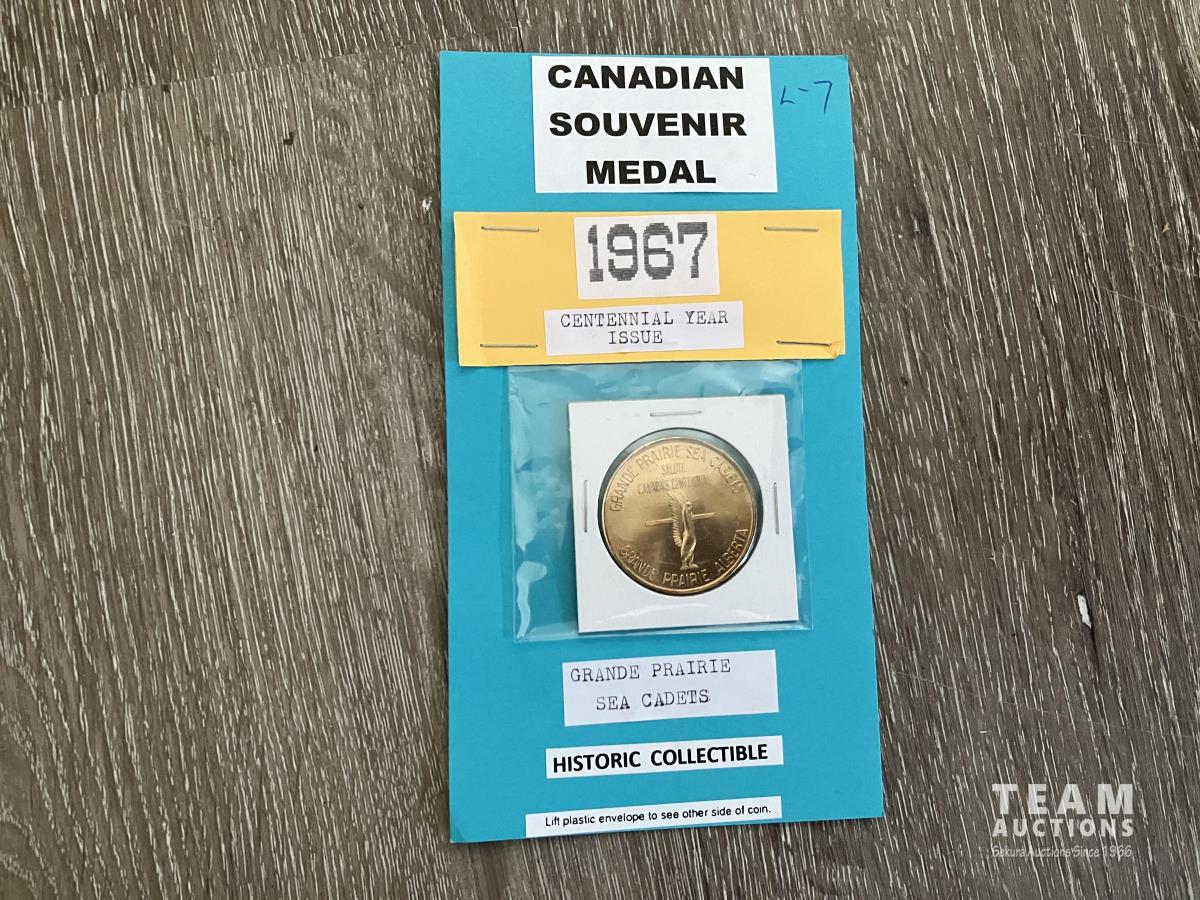 CANADIAN
SOUVENIR
MEDAL
L-7
1967
CENTENNIAL YEAR
ISSUE
GRANDE PRAIRIE SEA CADETS
SALUTE
CANADA'S CENTENNIAL
GRANDE PRAIRIE ALBERTA
GRANDE PRAIRIE
SEA CADETS
HISTORIC COLLECTIBLE
Lift plastic envelope to see other side of coin.
TEAM
AUCTIONS
Sekura Auctions Since 1966